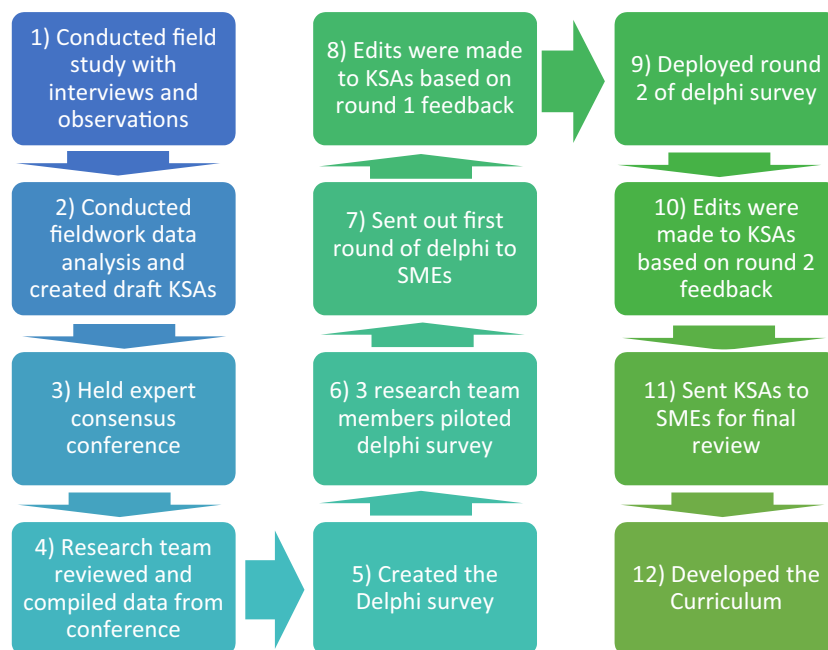 1) Conducted field
study with
interviews and
observations
2) Conducted
fieldwork data
analysis and
created draft KSAs
3) Held expert
consensus
conference
4) Research team
reviewed and
compiled data from
conference
5) Created the
Delphi survey
6) 3 research team
members piloted
delphi survey
7) Sent out first
round of delphi to
SMEs
8) Edits were made
to KSAs based on
round 1 feedback
9) Deployed round
2 of delphi survey
10) Edits were
made to KSAs
based on round 2
feedback
11) Sent KSAs to
SMEs for final
review
12) Developed the
Curriculum